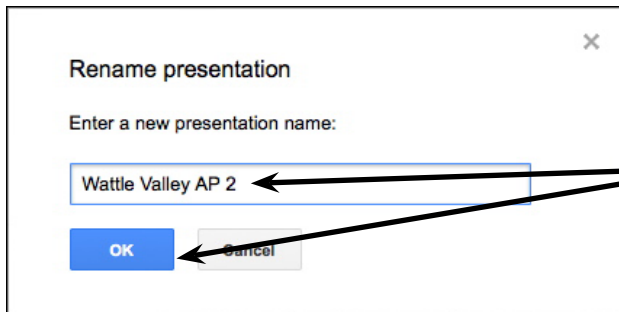 ×
Rename presentation
Enter a new presentation name:
Wattle Valley AP 2
OK Cancel